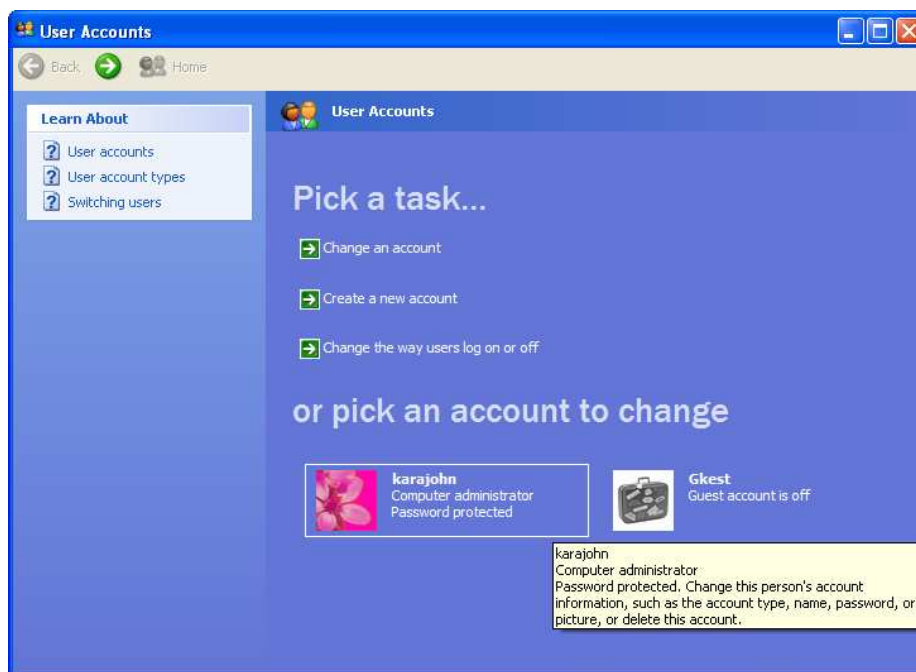 User Accounts
Back
Home
Learn About
User accounts
User account types
Switching users
User Accounts
Pick a task...
Change an account
Create a new account
Change the way users log on or off
or pick an account to change
karajohn
Computer administrator
Password protected
Gkest
Guest account is off
karajohn
Computer administrator
Password protected. Change this person's account
information, such as the account type, name, password, or
picture, or delete this account.